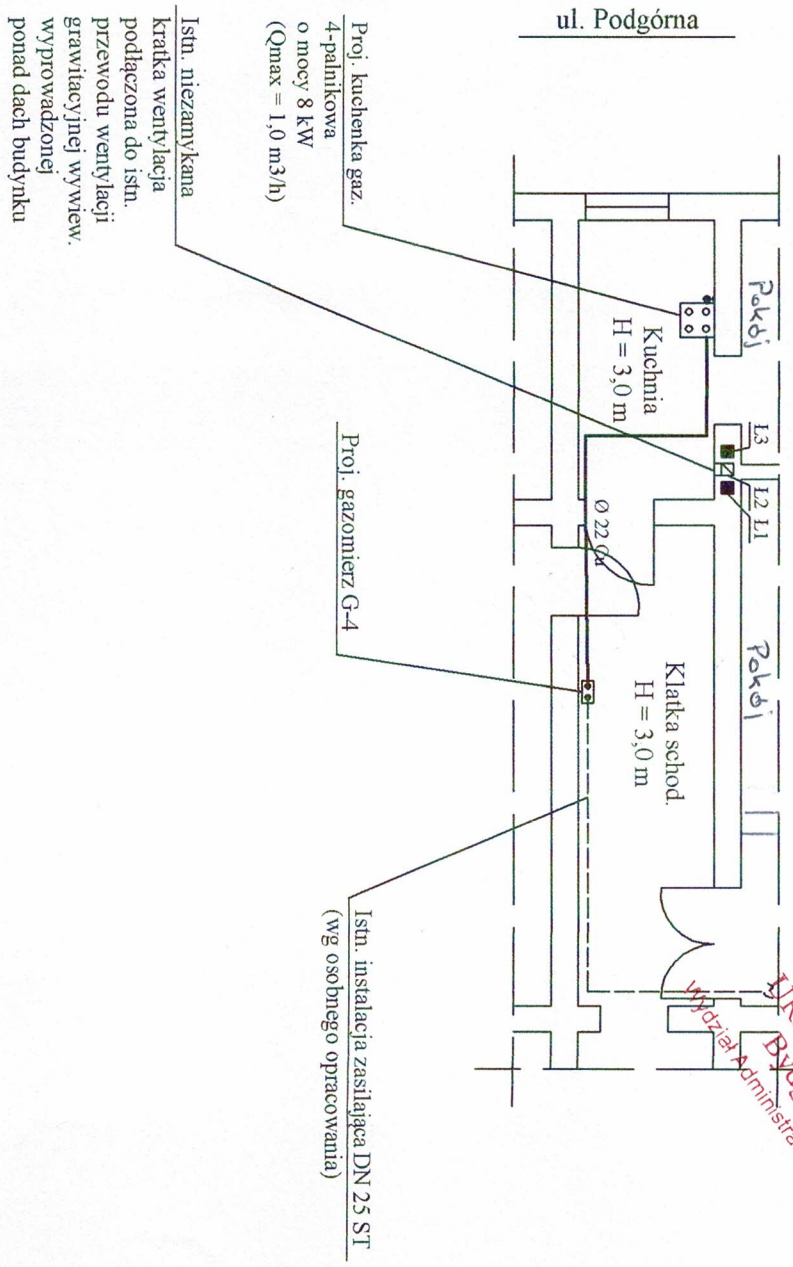 ul. Podgórna
Proj. kuchenka gaz.
4-palnikowa
o mocy 8 kW
(Qmax = 1,0 m3/h)
Istn. niezamykana
kratka wentylacja
podłączona do istn.
przewodu wentylacji
grawitacyjnej wywiew.
wyprowadzonej
ponad dach budynku
Pokój
Kuchnia
H = 3,0 m
L3
L2 L1
Ø 22 Cu
Proj. gazomierz G-4
Pokój
Klatka schod.
H = 3,0 m
Istn. instalacja zasilająca DN 25 ST
(wg osobnego opracowania)
Wydział Administra